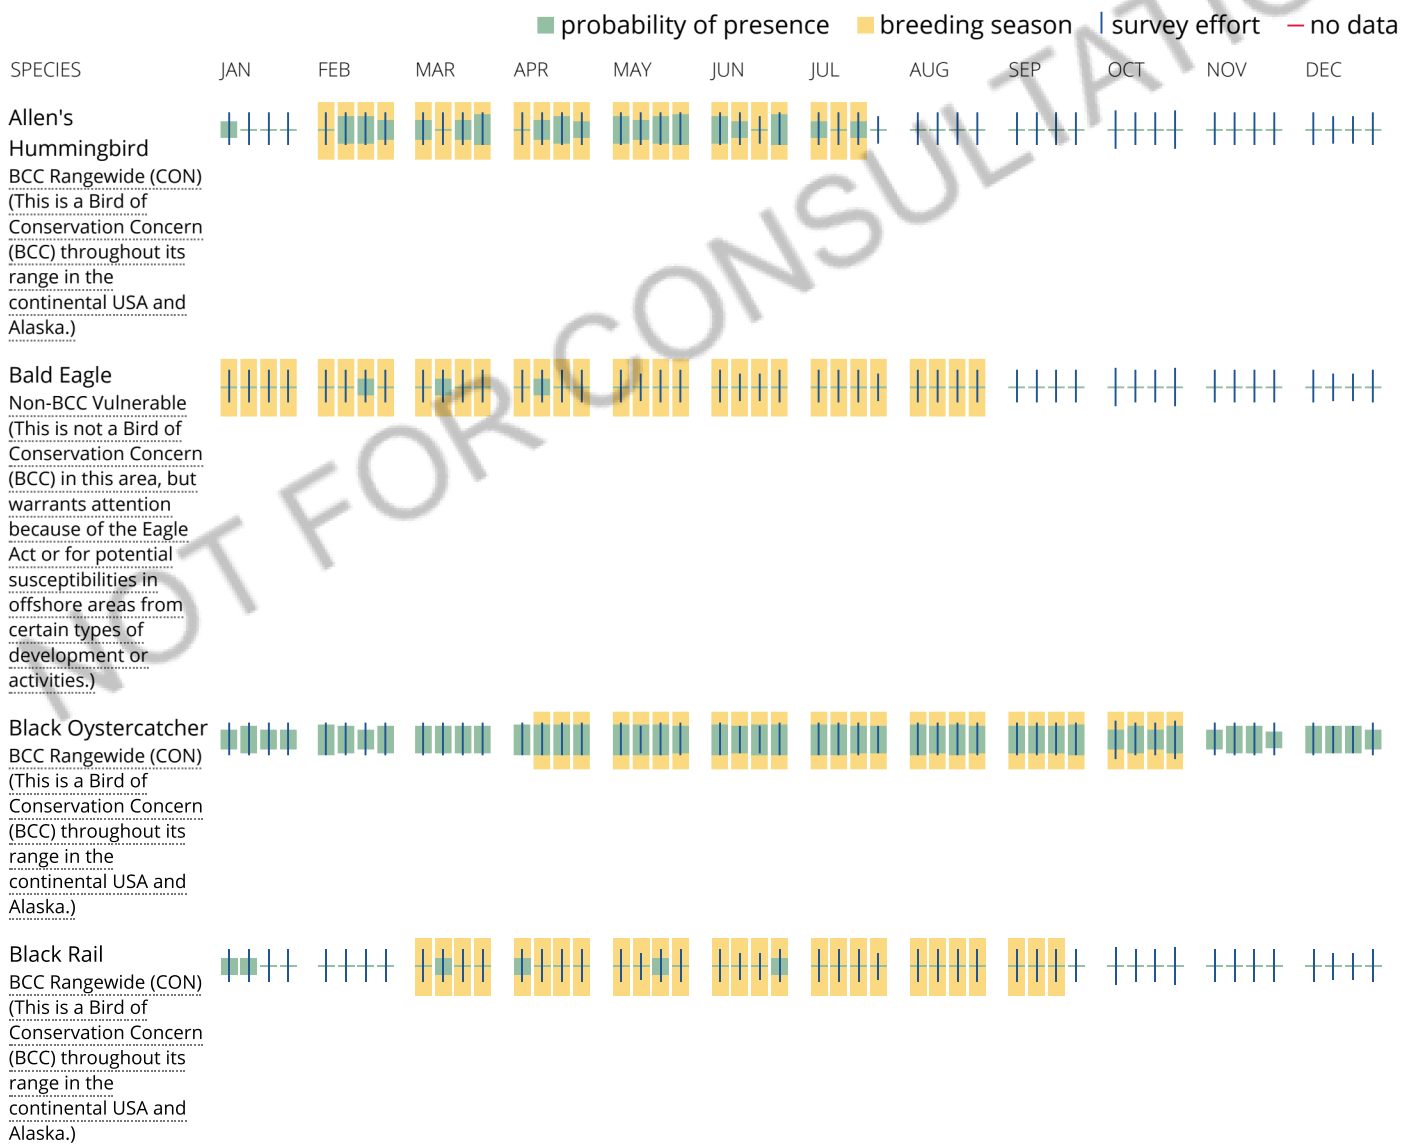 probability of presence breeding season survey effort no data
SPECIES JAN FEB MAR APR MAY JUN JUL AUG SEP OCT NOV DEC
Allen's
Hummingbird
BCC Rangewide (CON)
(This is a Bird of
Conservation Concern
(BCC) throughout its
range in the
continental USA and
Alaska.)
Bald Eagle
Non-BCC Vulnerable
(This is not a Bird of
Conservation Concern
(BCC) in this area, but
warrants attention
because of the Eagle
Act or for potential
susceptibilities in
offshore areas from
certain types of
development or
activities.)
Black Oystercatcher
BCC Rangewide (CON)
(This is a Bird of
Conservation Concern
(BCC) throughout its
range in the
continental USA and
Alaska.)
Black Rail
BCC Rangewide (CON)
(This is a Bird of
Conservation Concern
(BCC) throughout its
range in the
continental USA and
Alaska.)
NOT FOR CONSULTATIO